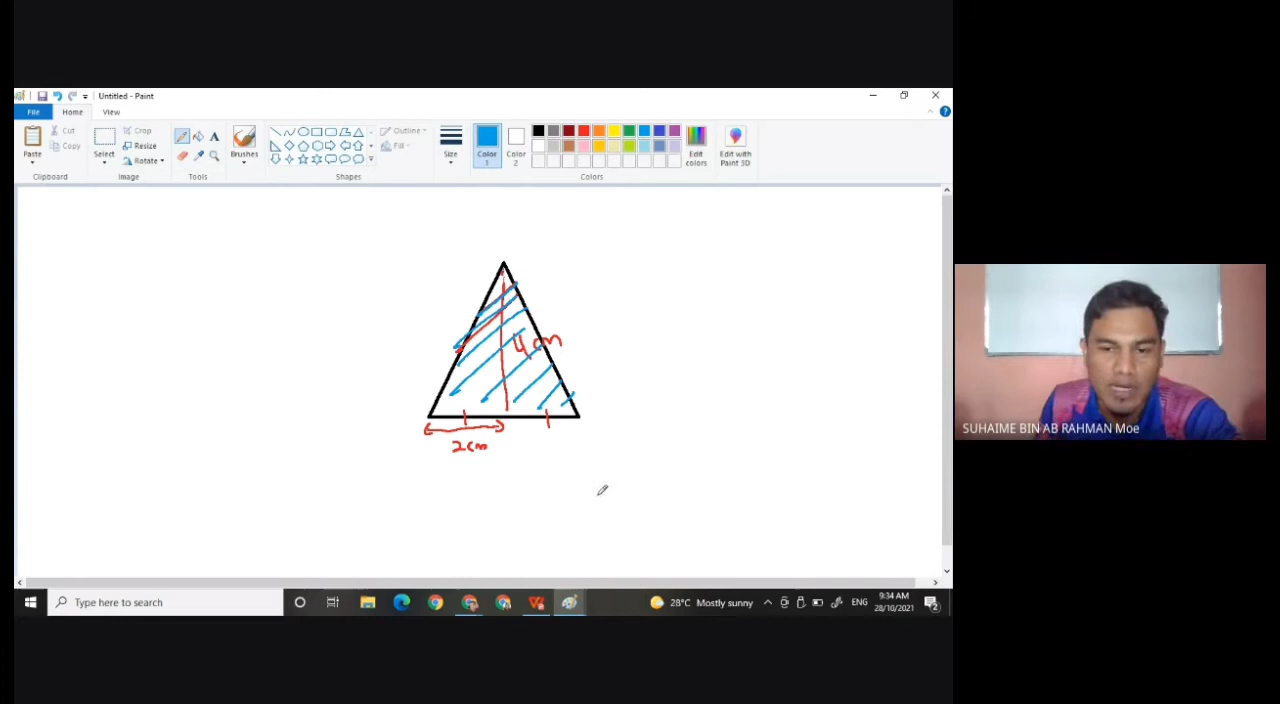 Untitled - Paint
File Home View
Paste
Cut
Copy
Clipboard
Select
Crop
Resize
Rotate
Image
Tools
Brushes
Outline
Fill
Shapes
Size
Color 1
Color 2
Edit colors
Colors
Edit with Paint 3D
4cm
2cm
SUHAIME BIN AB RAHMAN Moe
Type here to search
28°C Mostly sunny
ENG
9:34 AM
28/10/2021
2